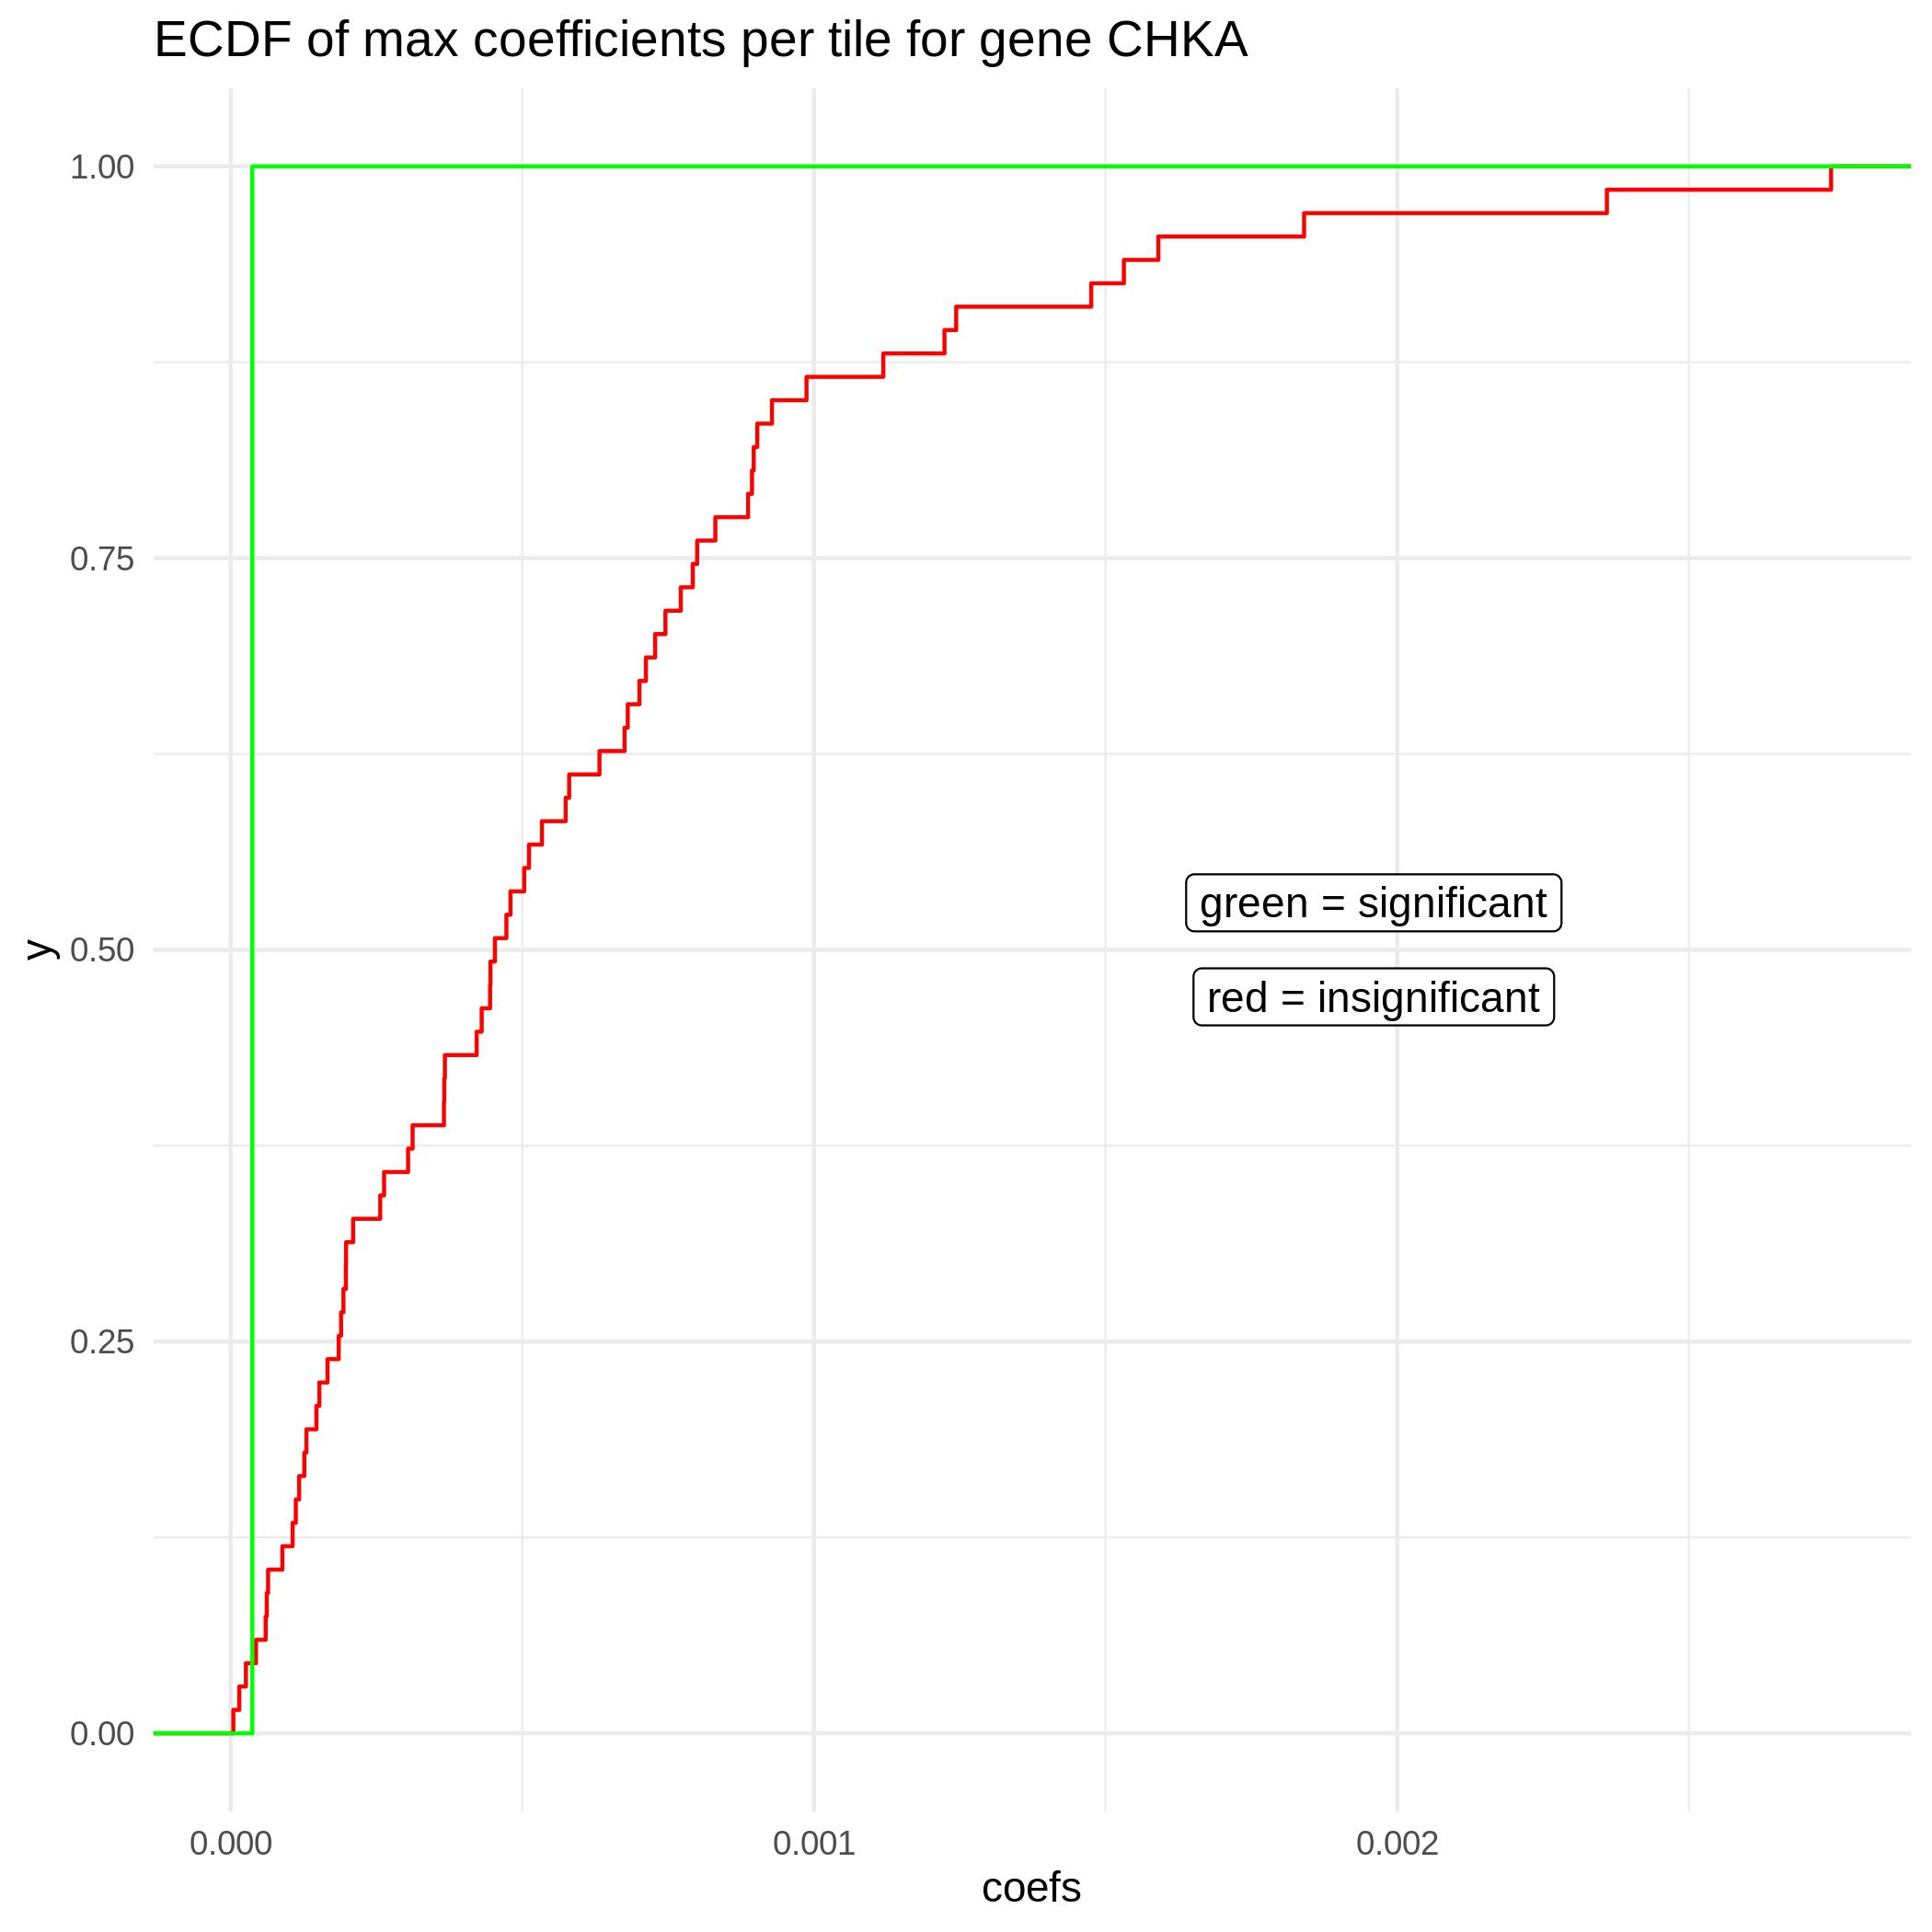 ECDF of max coefficients per tile for gene CHKA
1.00
0.75
0.50
0.25
0.00
y
green = significant
red = insignificant
0.000 0.001 0.002
coefs